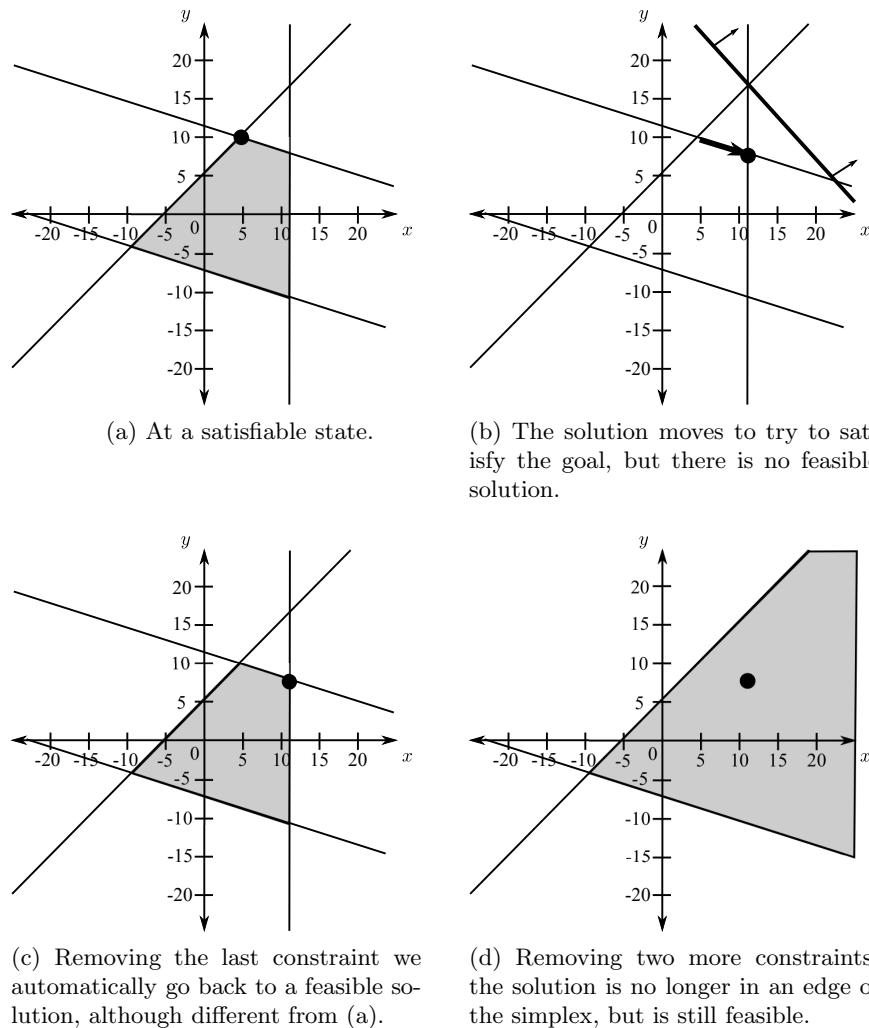 y
20
15
10
5
-20 -15 -10 -5 0 5 10 15 20 x
-5
-10
-15
-20
(a) At a satisfiable state.
y
20
15
10
5
-20 -15 -10 -5 0 5 10 15 20 x
-5
-10
-15
-20
(b) The solution moves to try to sat-
isfy the goal, but there is no feasible
solution.
y
20
15
10
5
-20 -15 -10 -5 0 5 10 15 20 x
-5
-10
-15
-20
(c) Removing the last constraint we
automatically go back to a feasible so-
lution, although different from (a).
y
20
15
10
5
-20 -15 -10 -5 0 5 10 15 20 x
-5
-10
-15
-20
(d) Removing two more constraints,
the solution is no longer in an edge of
the simplex, but is still feasible.